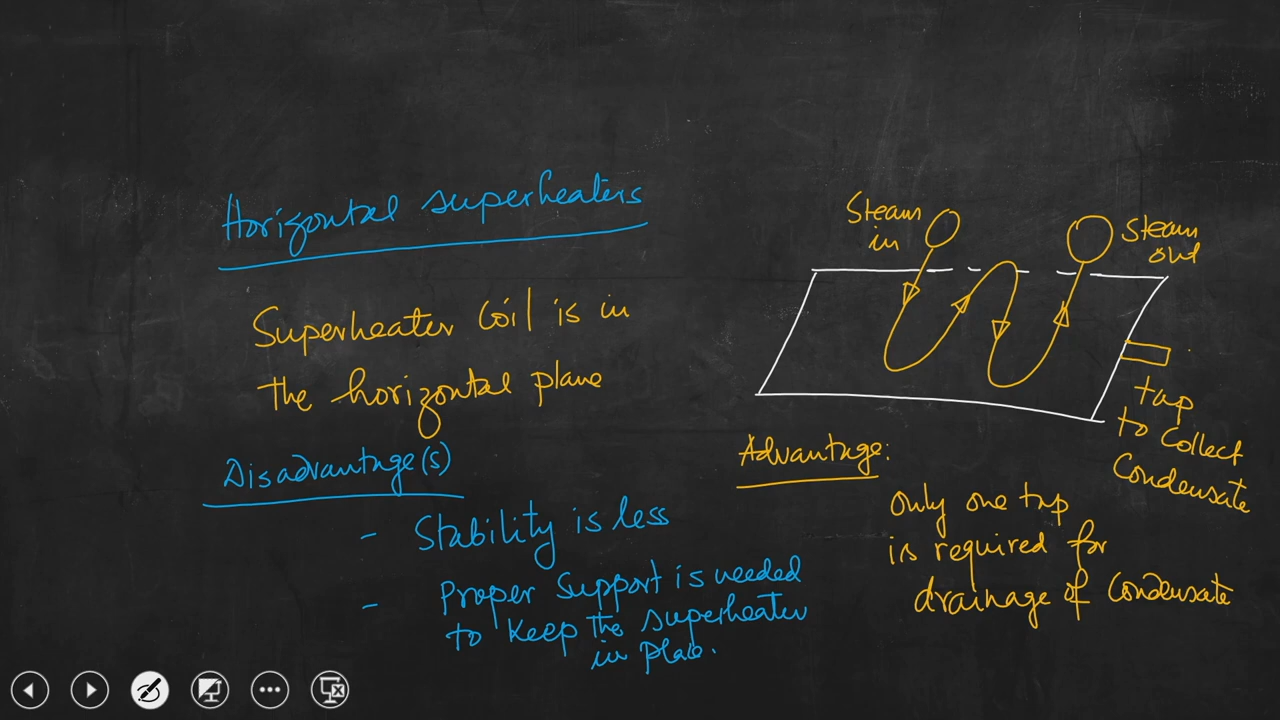 Horizontal superheaters
Superheater coil is in
the horizontal plane
Disadvantage(s)
- Stability is less
- Proper support is needed
to keep the superheater
in place.
Steam
in
Steam
out
tap
to collect
Condensate
Advantage:
Only one tap
is required for
drainage of condensate